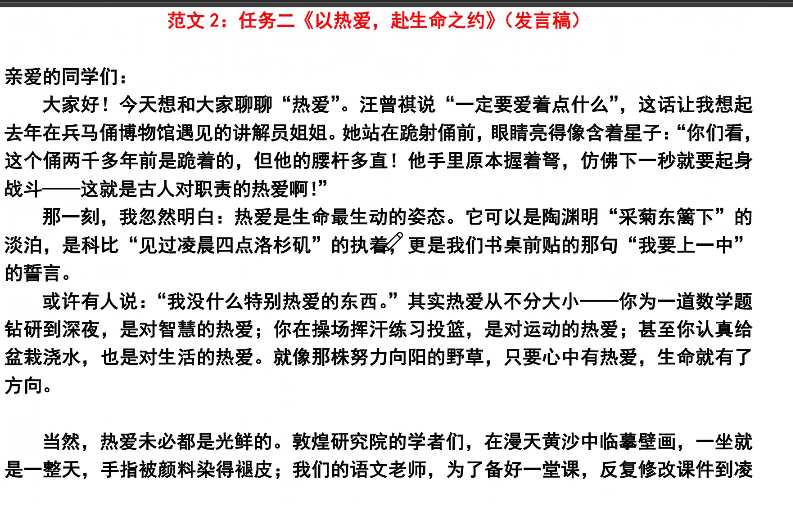 范文2：任务二《以热爱，赴生命之约》（发言稿）
亲爱的同学们：
大家好！今天想和大家聊聊“热爱”。汪曾祺说“一定要爱着点什么”，这话让我想起
去年在兵马俑博物馆遇见的讲解员姐姐。她站在跪射俑前，眼睛亮得像含着星子：“你们看，
这个俑两千多年前是跪着的，但他的腰杆多直！他手里原本握着弩，仿佛下一秒就要起身
战斗——这就是古人对职责的热爱啊！”
那一刻，我忽然明白：热爱是生命最生动的姿态。它可以是陶渊明“采菊东篱下”的
淡泊，是科比“见过凌晨四点洛杉矶”的执着 更是我们书桌前贴的那句“我要上一中”
的誓言。
或许有人说：“我没什么特别热爱的东西。”其实热爱从不分大小——你为一道数学题
钻研到深夜，是对智慧的热爱；你在操场挥汗练习投篮，是对运动的热爱；甚至你认真给
盆栽浇水，也是对生活的热爱。就像那株努力向阳的野草，只要心中有热爱，生命就有了
方向。
当然，热爱未必都是光鲜的。敦煌研究院的学者们，在漫天黄沙中临摹壁画，一坐就
是一整天，手指被颜料染得褪皮；我们的语文老师，为了备好一堂课，反复修改课件到凌